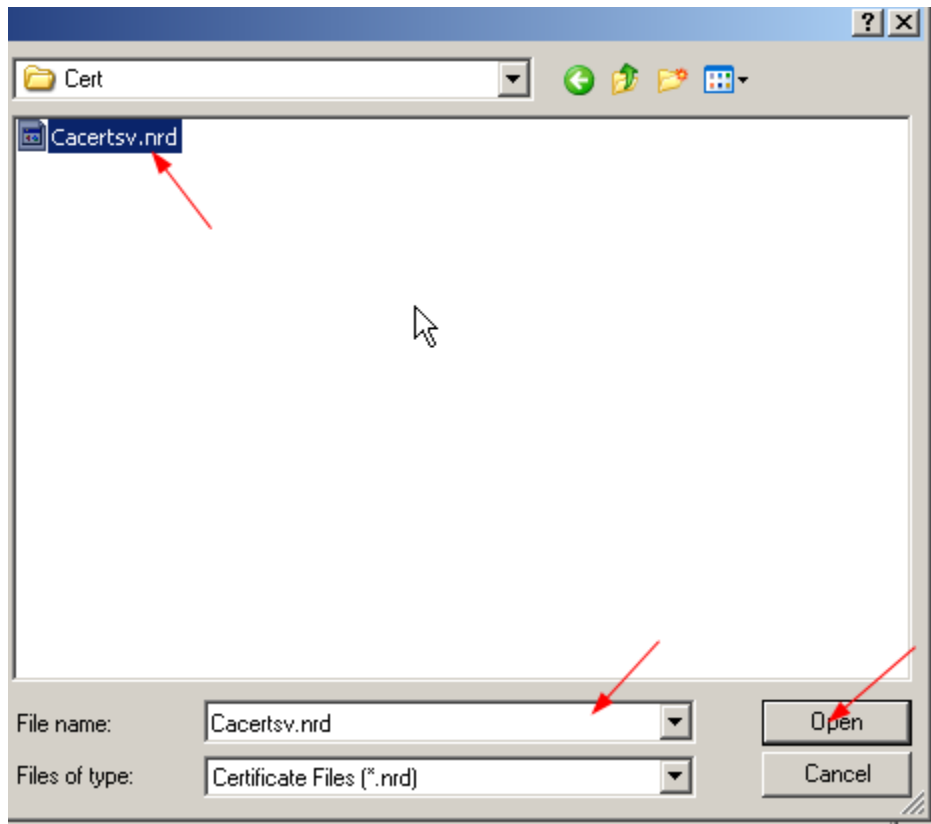 Cert
Cacertsv.nrd
File name:
Cacertsv.nrd
Open
Files of type:
Certificate Files (*.nrd)
Cancel